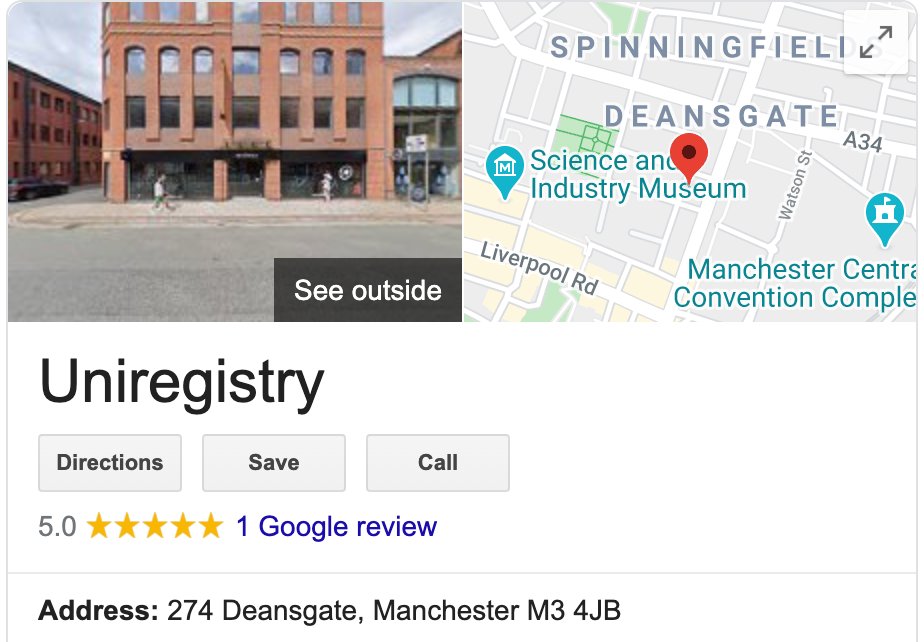 SPINNINGFIELD
DEANSGATE
A34
Science and
Industry Museum
Watson St
Liverpool Rd
Manchester Centra
Convention Comple
See outside
Uniregistry
Directions Save Call
5.0 1 Google review
Address: 274 Deansgate, Manchester M3 4JB